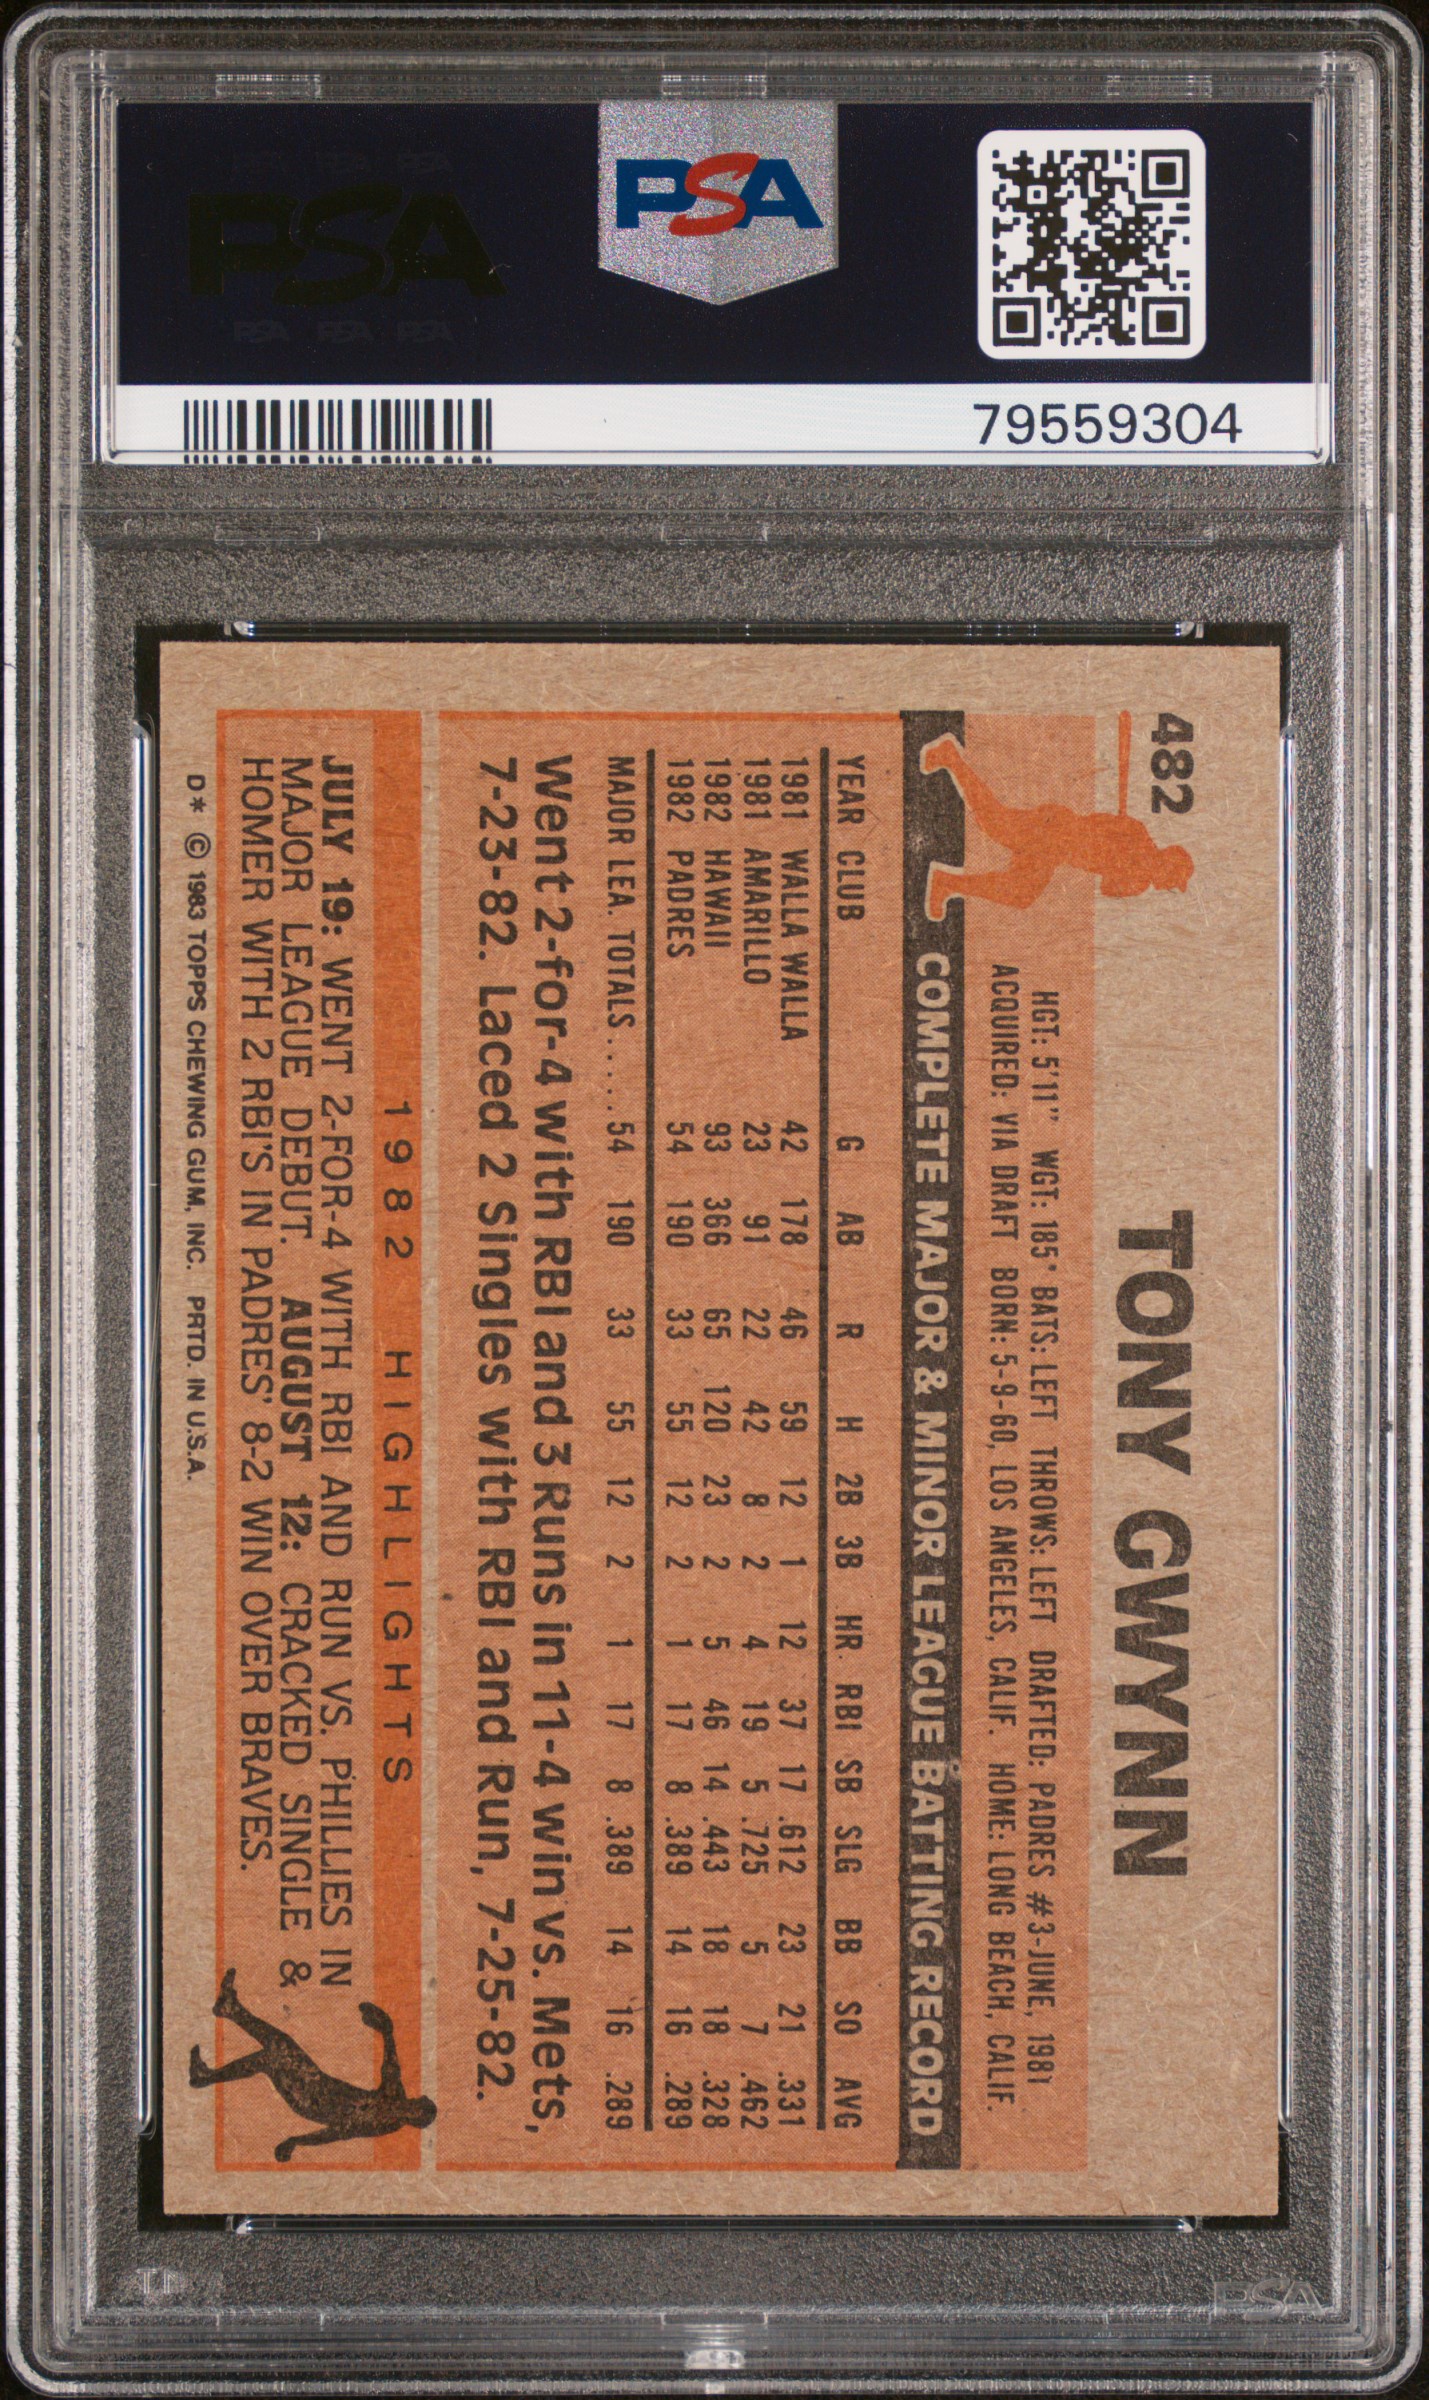 PSA
PSA
79559304
482
TONY GWYNN
HGT: 5'11" WGT: 185 BATS: LEFT THROWS: LEFT DRAFTED: PADRES #3-JUNE, 1981
ACQUIRED: VIA DRAFT BORN: 5-9-60, LOS ANGELES, CALIF. HOME: LONG BEACH, CALIF.
COMPLETE MAJOR & MINOR LEAGUE BATTING RECORD
YEAR CLUB G AB R H 2B 3B HR RBI SB SLG BB SO AVG
1981 WALLA WALLA 42 178 46 59 12 1 12 37 17 .612 23 21 .331
1981 AMARILLO 23 91 22 42 8 2 4 19 5 .725 5 7 .462
1982 HAWAII 93 366 65 120 23 2 5 46 14 .443 18 18 .328
1982 PADRES 54 190 33 55 12 2 1 17 8 .389 14 16 .289
MAJOR LEA. TOTALS..... 54 190 33 55 12 2 1 17 8 .389 14 16 .289
Went 2-for-4 with RBI and 3 Runs in 11-4 win vs. Mets,
7-23-82. Laced 2 Singles with RBI and Run, 7-25-82.
1982 HIGHLIGHTS
JULY 19: WENT 2-FOR-4 WITH RBI AND RUN VS. PHILLIES IN
MAJOR LEAGUE DEBUT. AUGUST 12: CRACKED SINGLE &
HOMER WITH 2 RBI'S IN PADRES' 8-2 WIN OVER BRAVES.
D* © 1983 TOPPS CHEWING GUM, INC. PRTD. IN U.S.A.
PSA